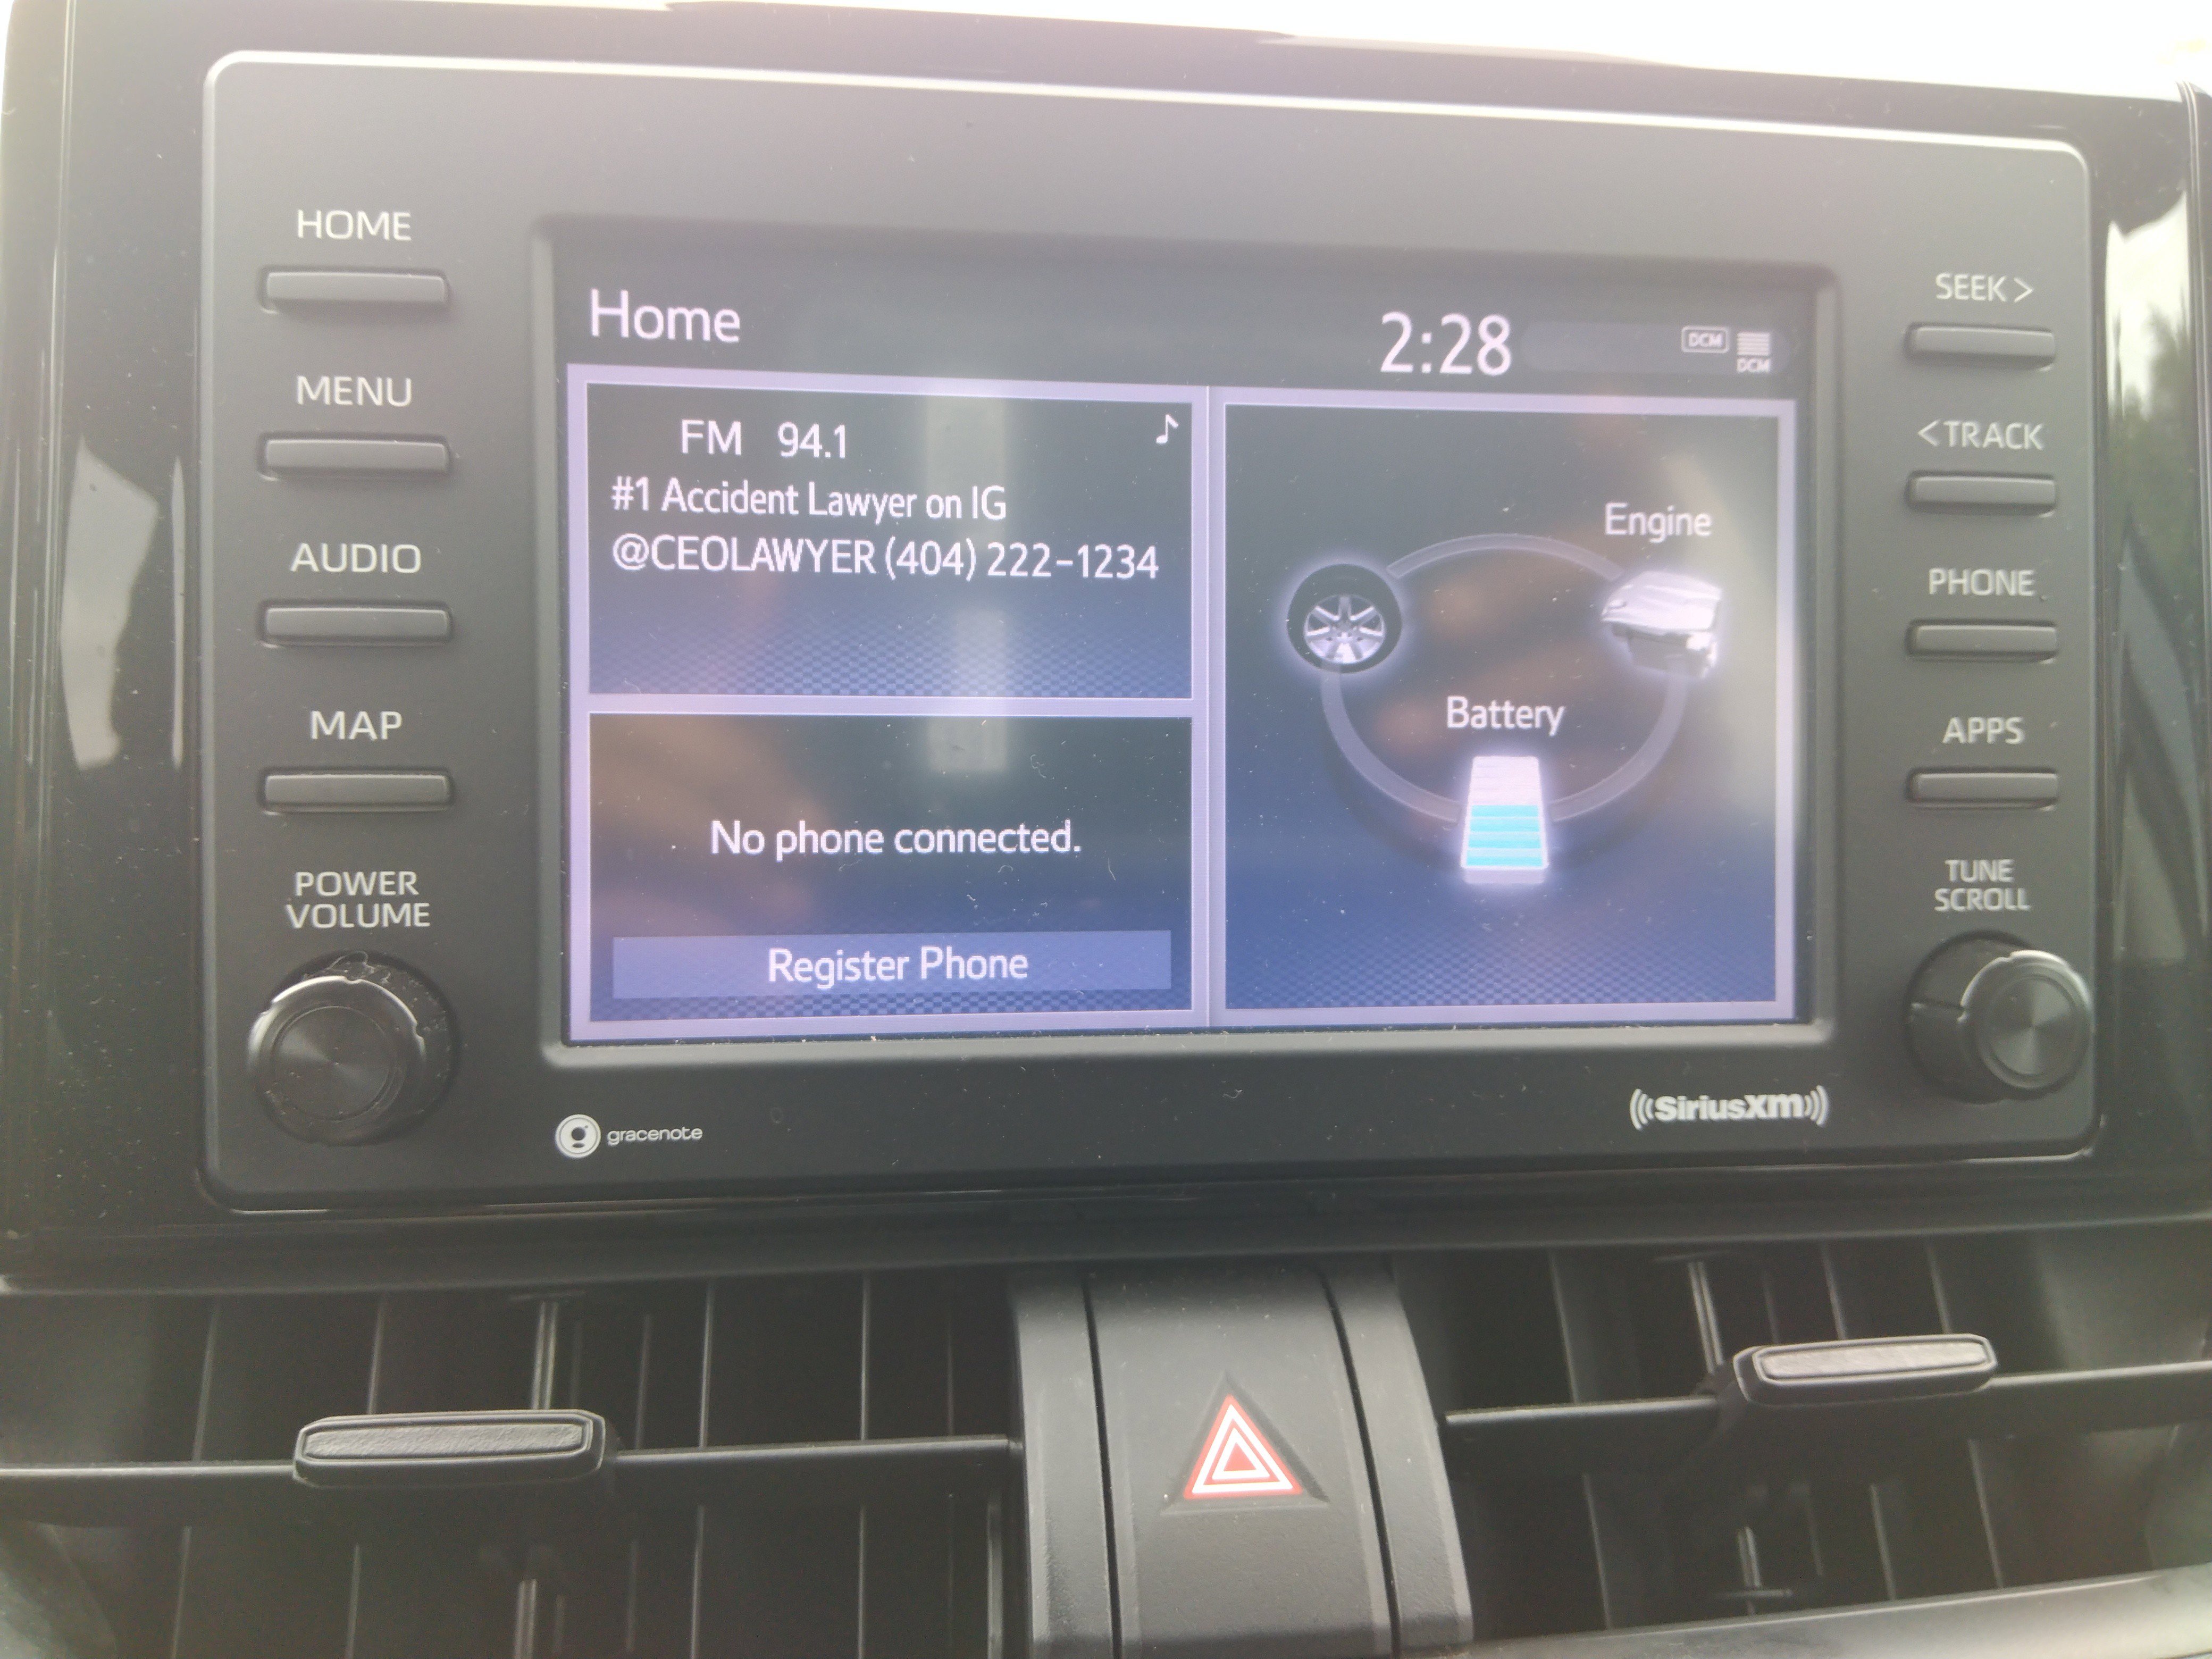 HOME
MENU
AUDIO
MAP
POWER
VOLUME
Home
2:28
DCM
DCM
FM 94.1
#1 Accident Lawyer on IG
@CEOLAWYER (404) 222-1234
No phone connected.
Register Phone
Engine
Battery
SEEK >
< TRACK
PHONE
APPS
TUNE
SCROLL
gracenote
SiriusXM